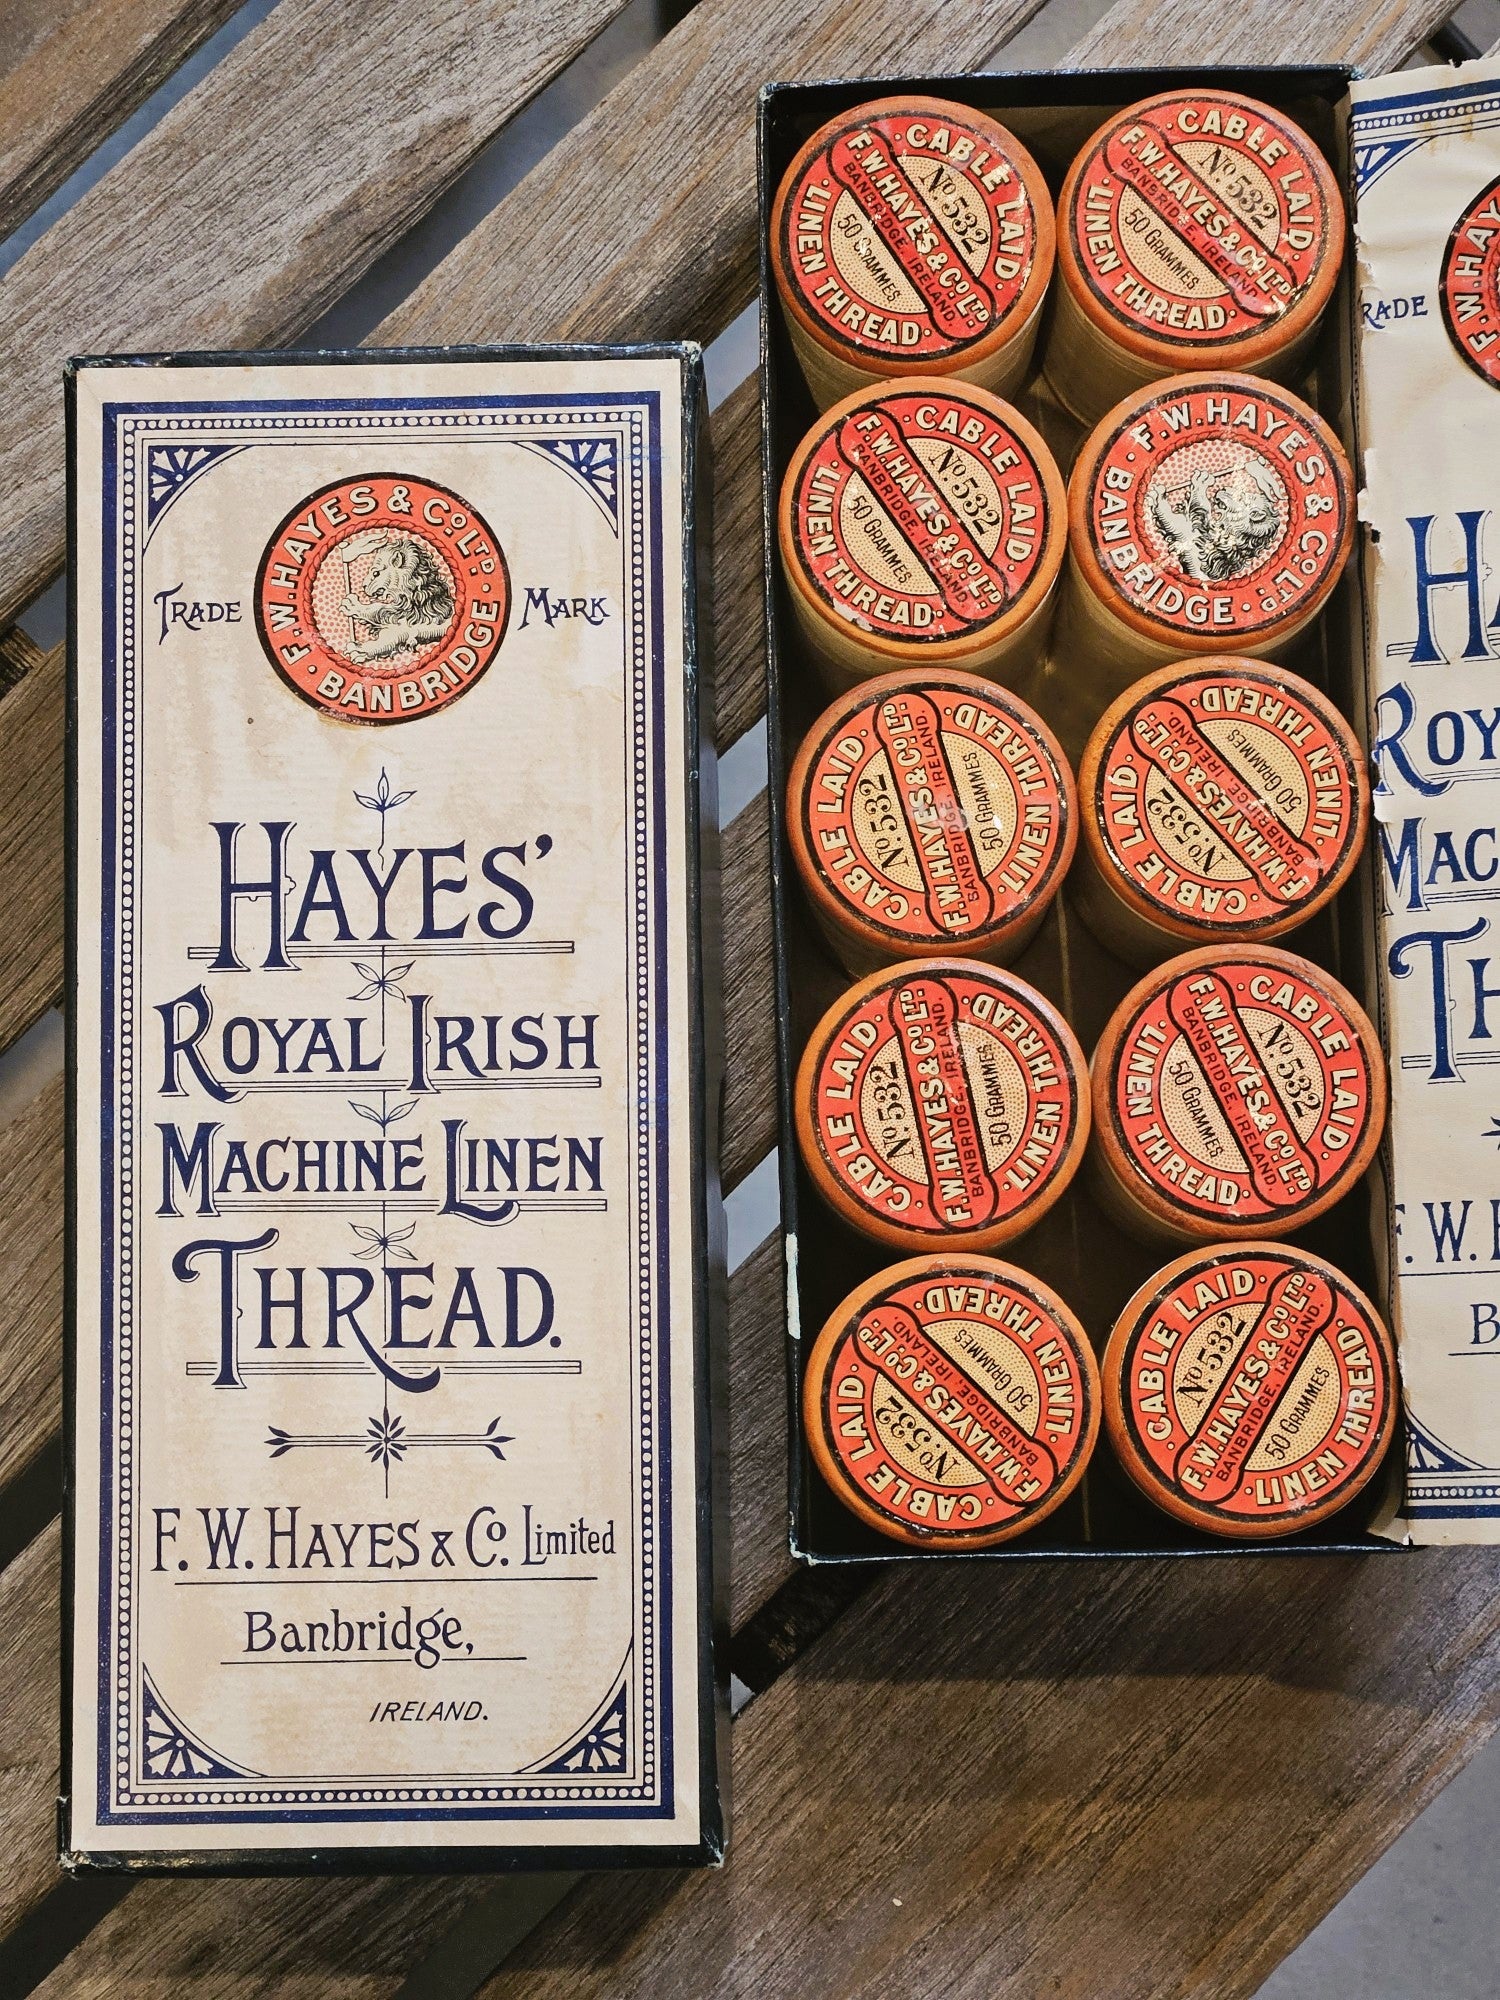 F.W. HAYES & Cº LTD · BANBRIDGE ·
TRADE MARK
HAYES'
ROYAL IRISH
MACHINE LINEN
THREAD.
F. W. HAYES & Cº. Limited
Banbridge,
IRELAND.
· CABLE LAID ·
Nº 532
F.W. HAYES & Cº LTD
BANBRIDGE, IRELAND.
50 GRAMMES
LINEN THREAD
· CABLE LAID ·
Nº 532
F.W. HAYES & Cº LTD
BANBRIDGE, IRELAND.
50 GRAMMES
LINEN THREAD
· CABLE LAID ·
Nº 532
F.W. HAYES & Cº LTD
BANBRIDGE, IRELAND.
50 GRAMMES
LINEN THREAD
F.W. HAYES & Cº LTD · BANBRIDGE ·
· CABLE LAID ·
Nº 532
F.W. HAYES & Cº LTD
BANBRIDGE, IRELAND.
50 GRAMMES
LINEN THREAD
· CABLE LAID ·
Nº 532
F.W. HAYES & Cº LTD
BANBRIDGE, IRELAND.
50 GRAMMES
LINEN THREAD
· CABLE LAID ·
Nº 532
F.W. HAYES & Cº LTD
BANBRIDGE, IRELAND.
50 GRAMMES
LINEN THREAD
· CABLE LAID ·
Nº 532
F.W. HAYES & Cº LTD
BANBRIDGE, IRELAND.
50 GRAMMES
LINEN THREAD
· CABLE LAID ·
Nº 532
F.W. HAYES & Cº LTD
BANBRIDGE, IRELAND.
50 GRAMMES
LINEN THREAD
· CABLE LAID ·
Nº 532
F.W. HAYES & Cº LTD
BANBRIDGE, IRELAND.
50 GRAMMES
LINEN THREAD
F.W. HAY
RADE
HA
ROY
MAC
TH
F. W. H
B